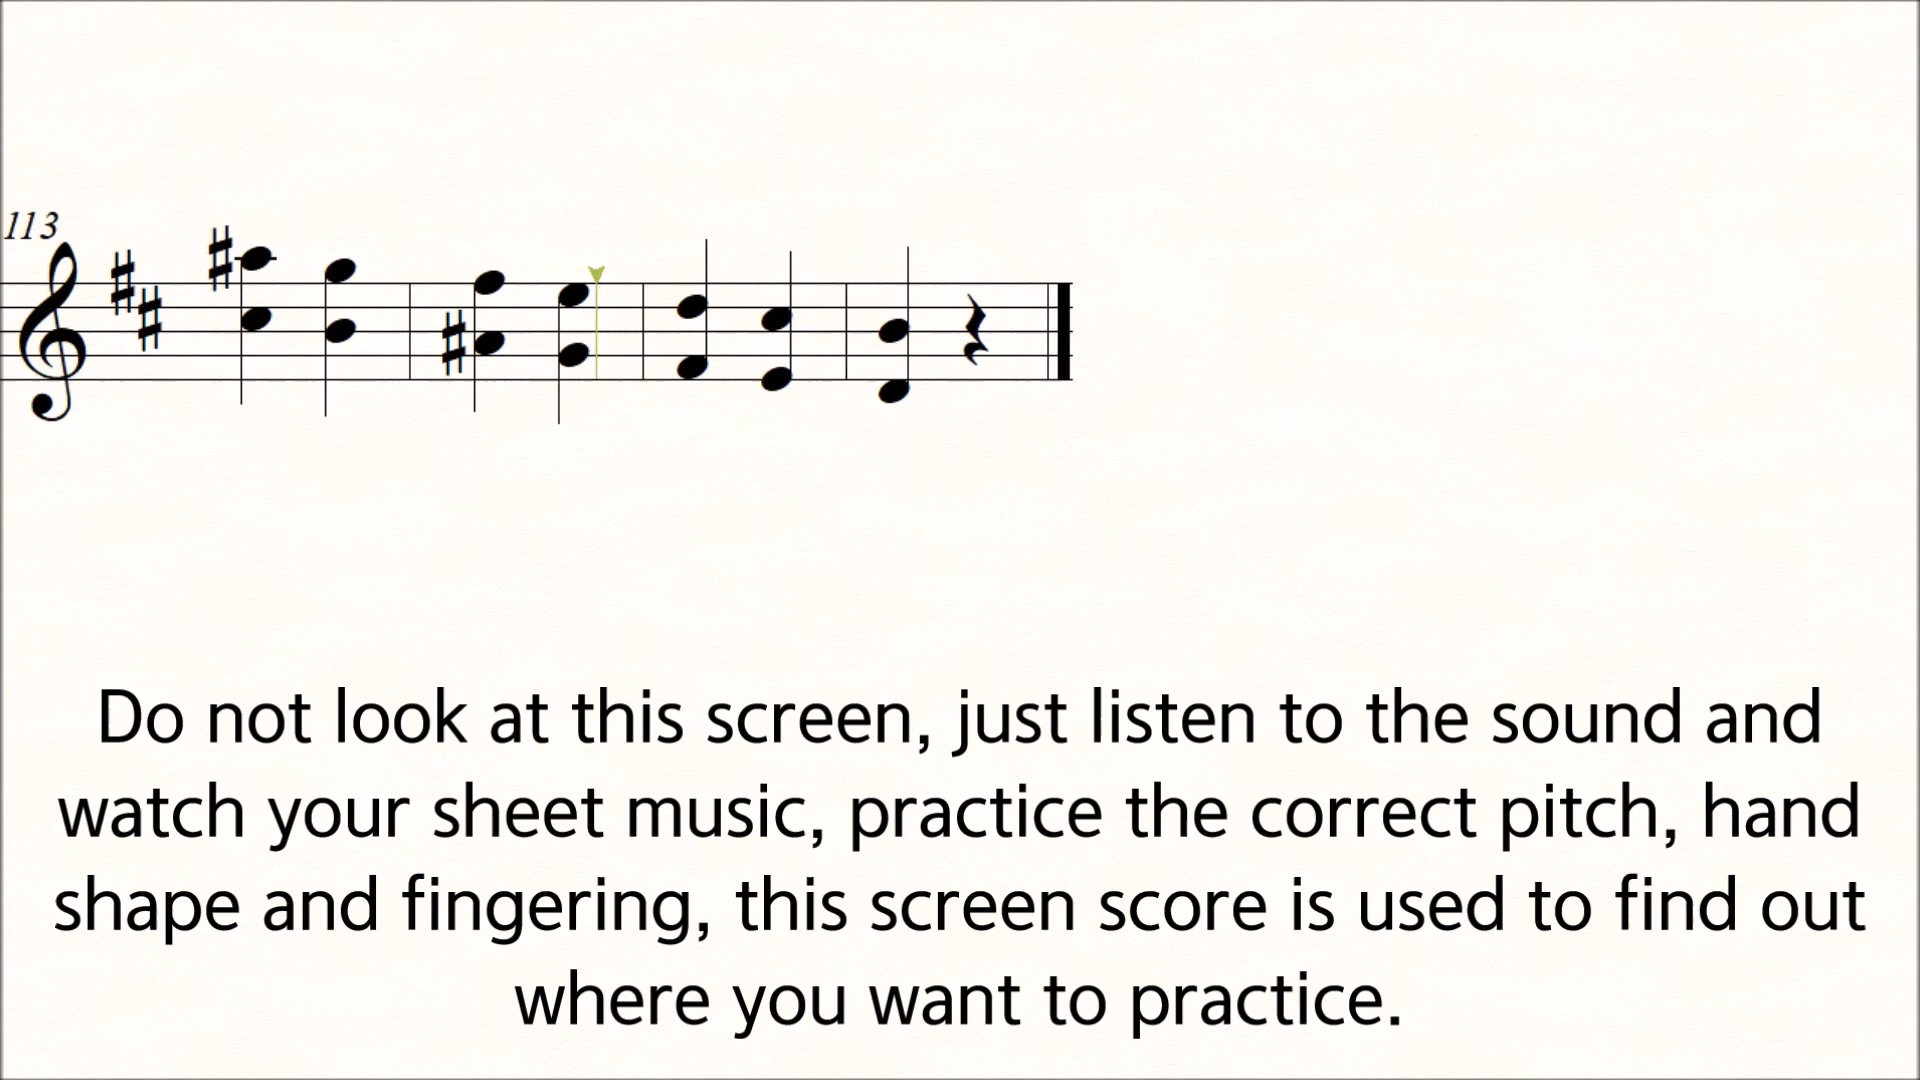 113
Do not look at this screen, just listen to the sound and
watch your sheet music, practice the correct pitch, hand
shape and fingering, this screen score is used to find out
where you want to practice.